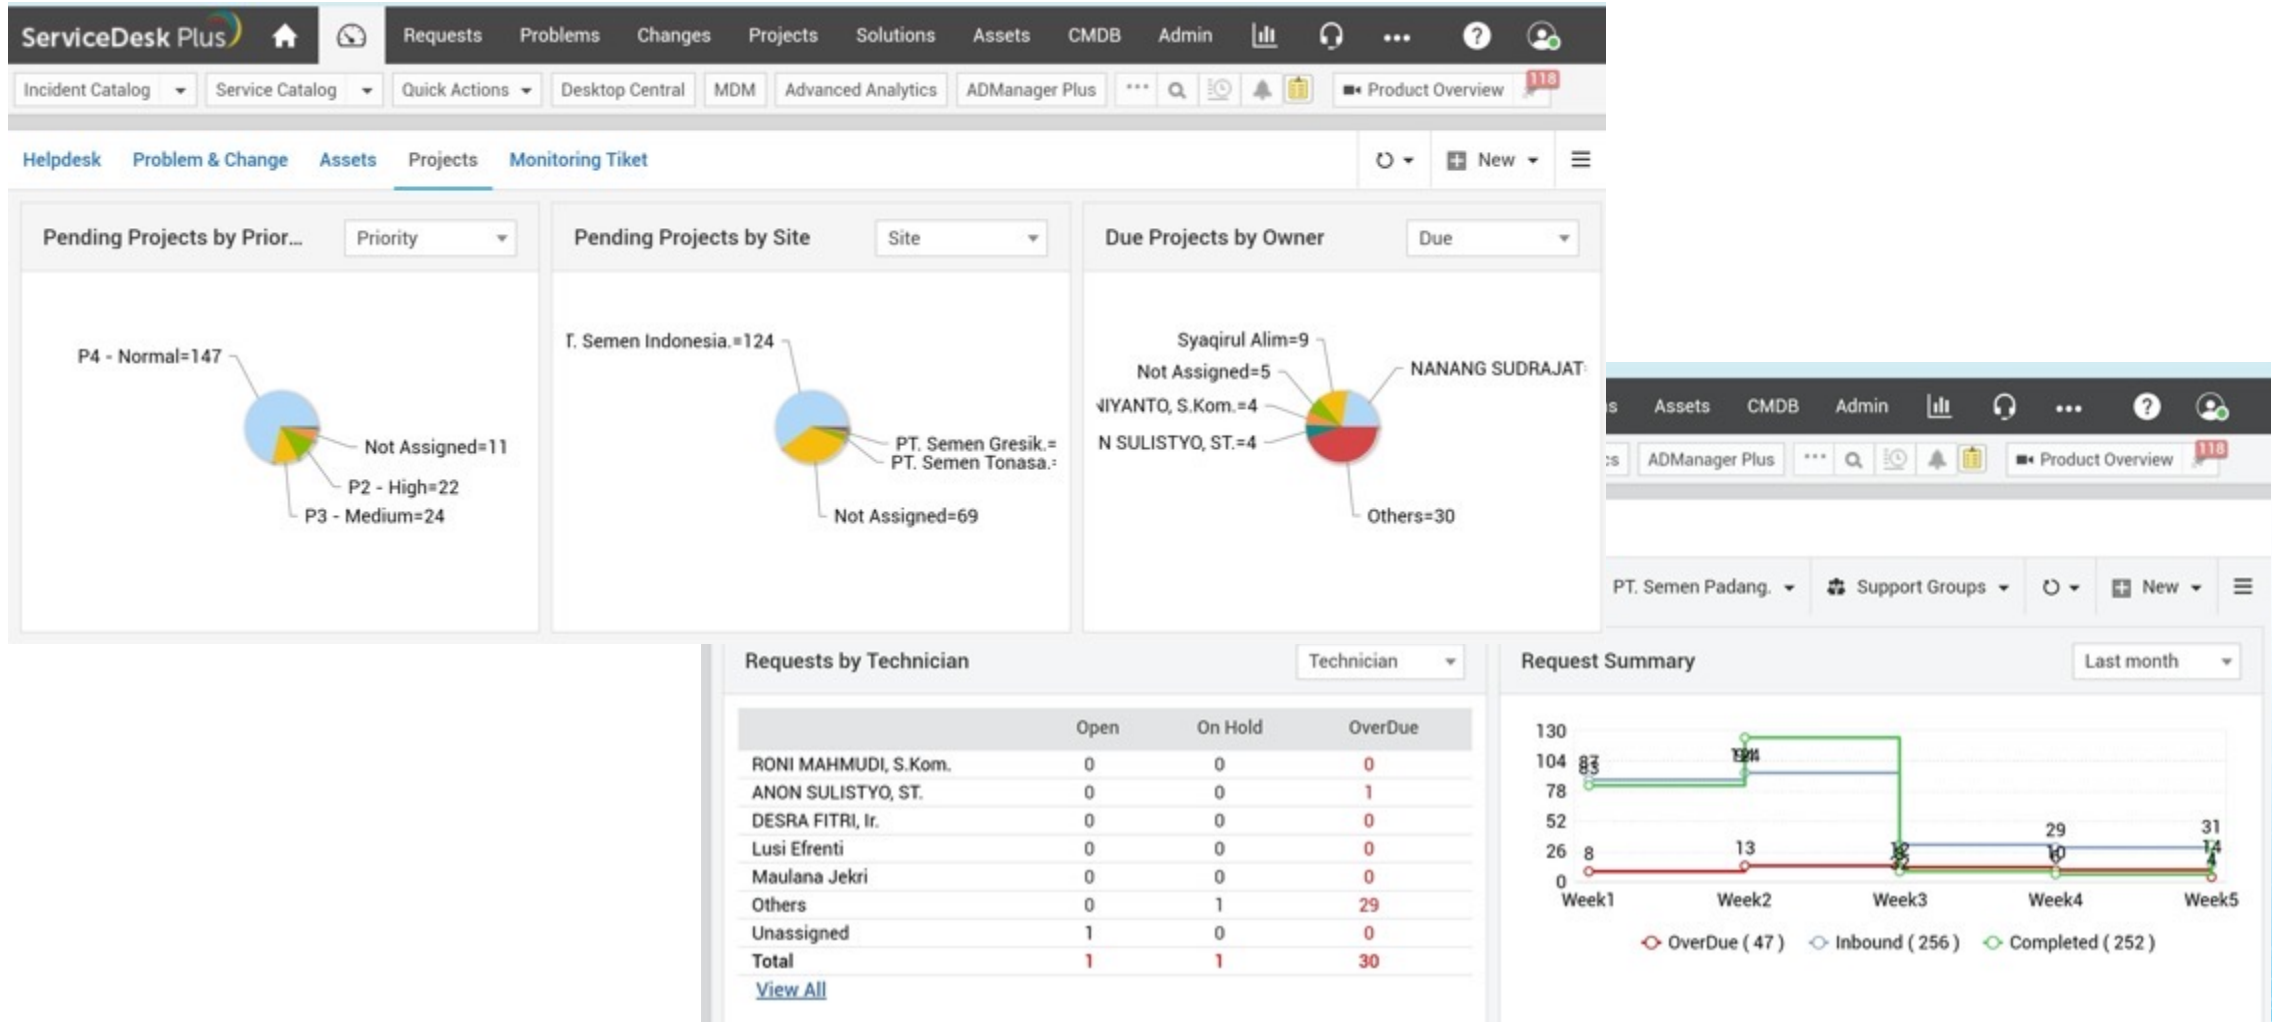 ServiceDesk Plus Requests Problems Changes Projects Solutions Assets CMDB Admin
Incident Catalog Service Catalog Quick Actions Desktop Central MDM Advanced Analytics ADManager Plus Product Overview 118
Helpdesk Problem & Change Assets Projects Monitoring Tiket New
Pending Projects by Prior... Priority
P4 - Normal=147
Not Assigned=11
P2 - High=22
P3 - Medium=24
Pending Projects by Site Site
T. Semen Indonesia.=124
PT. Semen Gresik.=
PT. Semen Tonasa.=
Not Assigned=69
Due Projects by Owner Due
Syaqirul Alim=9
NANANG SUDRAJAT
Not Assigned=5
IYANTO, S.Kom.=4
N SULISTYO, ST.=4
Others=30
Assets CMDB Admin
ADManager Plus Product Overview 118
PT. Semen Padang. Support Groups New
Requests by Technician Technician
Open On Hold OverDue
RONI MAHMUDI, S.Kom. 0 0 0
ANON SULISTYO, ST. 0 0 1
DESRA FITRI, Ir. 0 0 0
Lusi Efrenti 0 0 0
Maulana Jekri 0 0 0
Others 0 1 29
Unassigned 1 0 0
Total 1 1 30
View All
Request Summary Last month
130
104
78
52
26
0
87
83
8
13
29
10
31
14
4
Week1 Week2 Week3 Week4 Week5
OverDue ( 47 ) Inbound ( 256 ) Completed ( 252 )